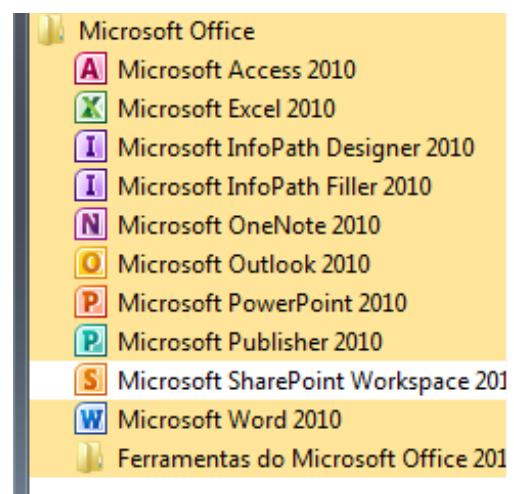 Microsoft Office
A Microsoft Access 2010
X Microsoft Excel 2010
I Microsoft InfoPath Designer 2010
I Microsoft InfoPath Filler 2010
N Microsoft OneNote 2010
O Microsoft Outlook 2010
P Microsoft PowerPoint 2010
P Microsoft Publisher 2010
S Microsoft SharePoint Workspace 201
W Microsoft Word 2010
Ferramentas do Microsoft Office 201